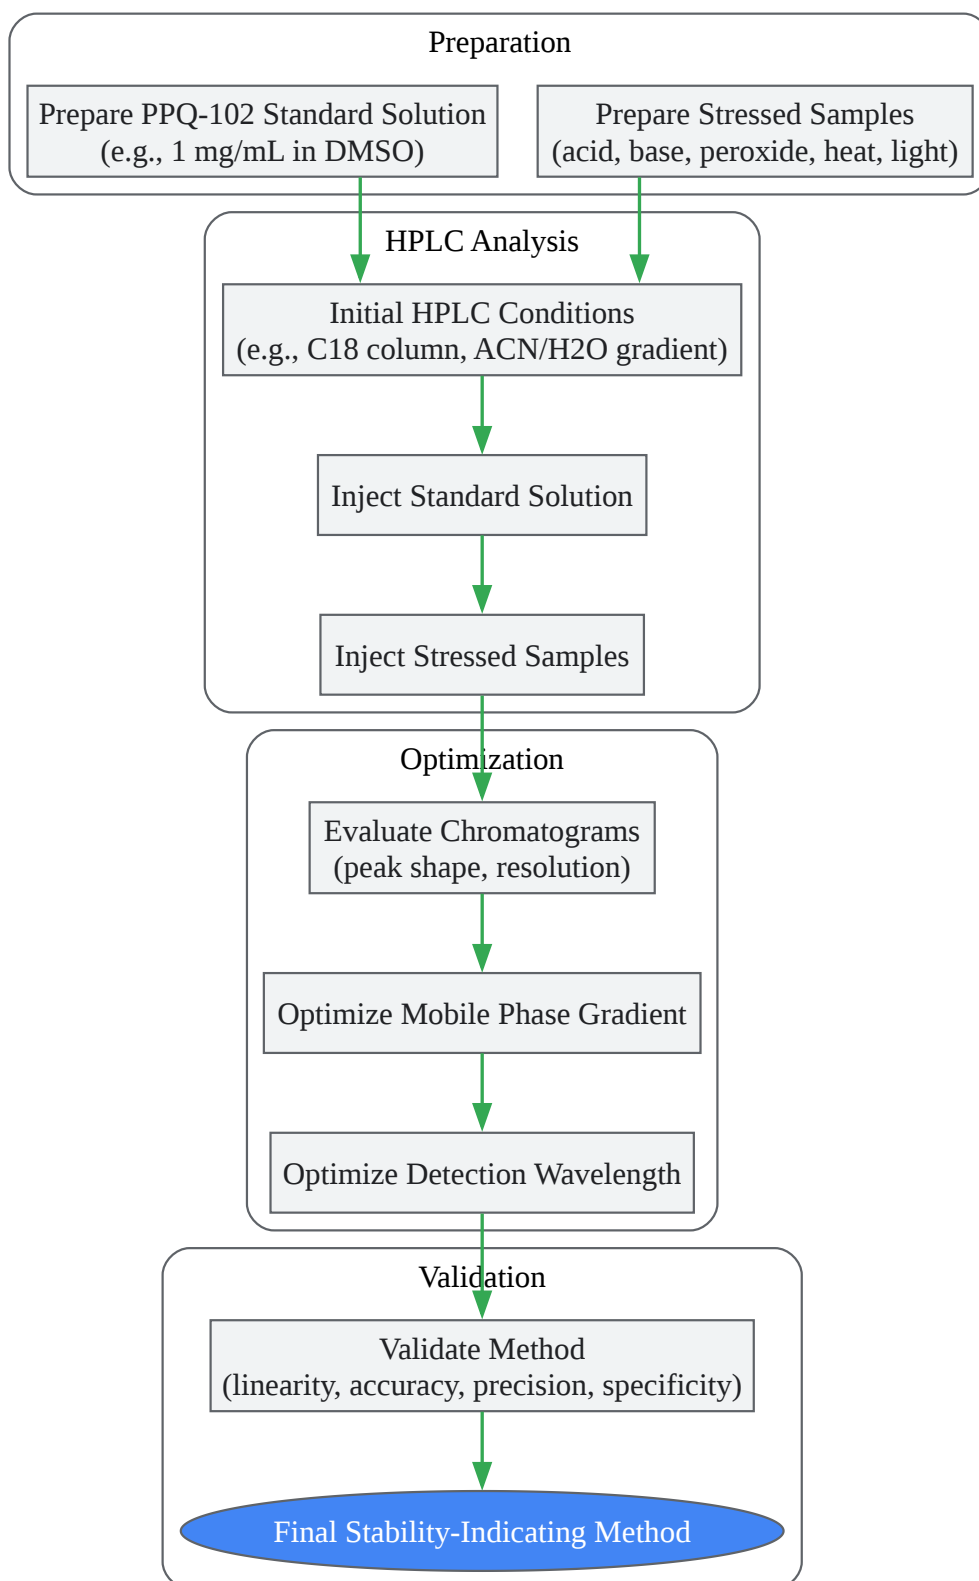 Preparation
Prepare PPQ-102 Standard Solution
(e.g., 1 mg/mL in DMSO)
Prepare Stressed Samples
(acid, base, peroxide, heat, light)
HPLC Analysis
Initial HPLC Conditions
(e.g., C18 column, ACN/H2O gradient)
Inject Standard Solution
Inject Stressed Samples
Optimization
Evaluate Chromatograms
(peak shape, resolution)
Optimize Mobile Phase Gradient
Optimize Detection Wavelength
Validation
Validate Method
(linearity, accuracy, precision, specificity)
Final Stability-Indicating Method